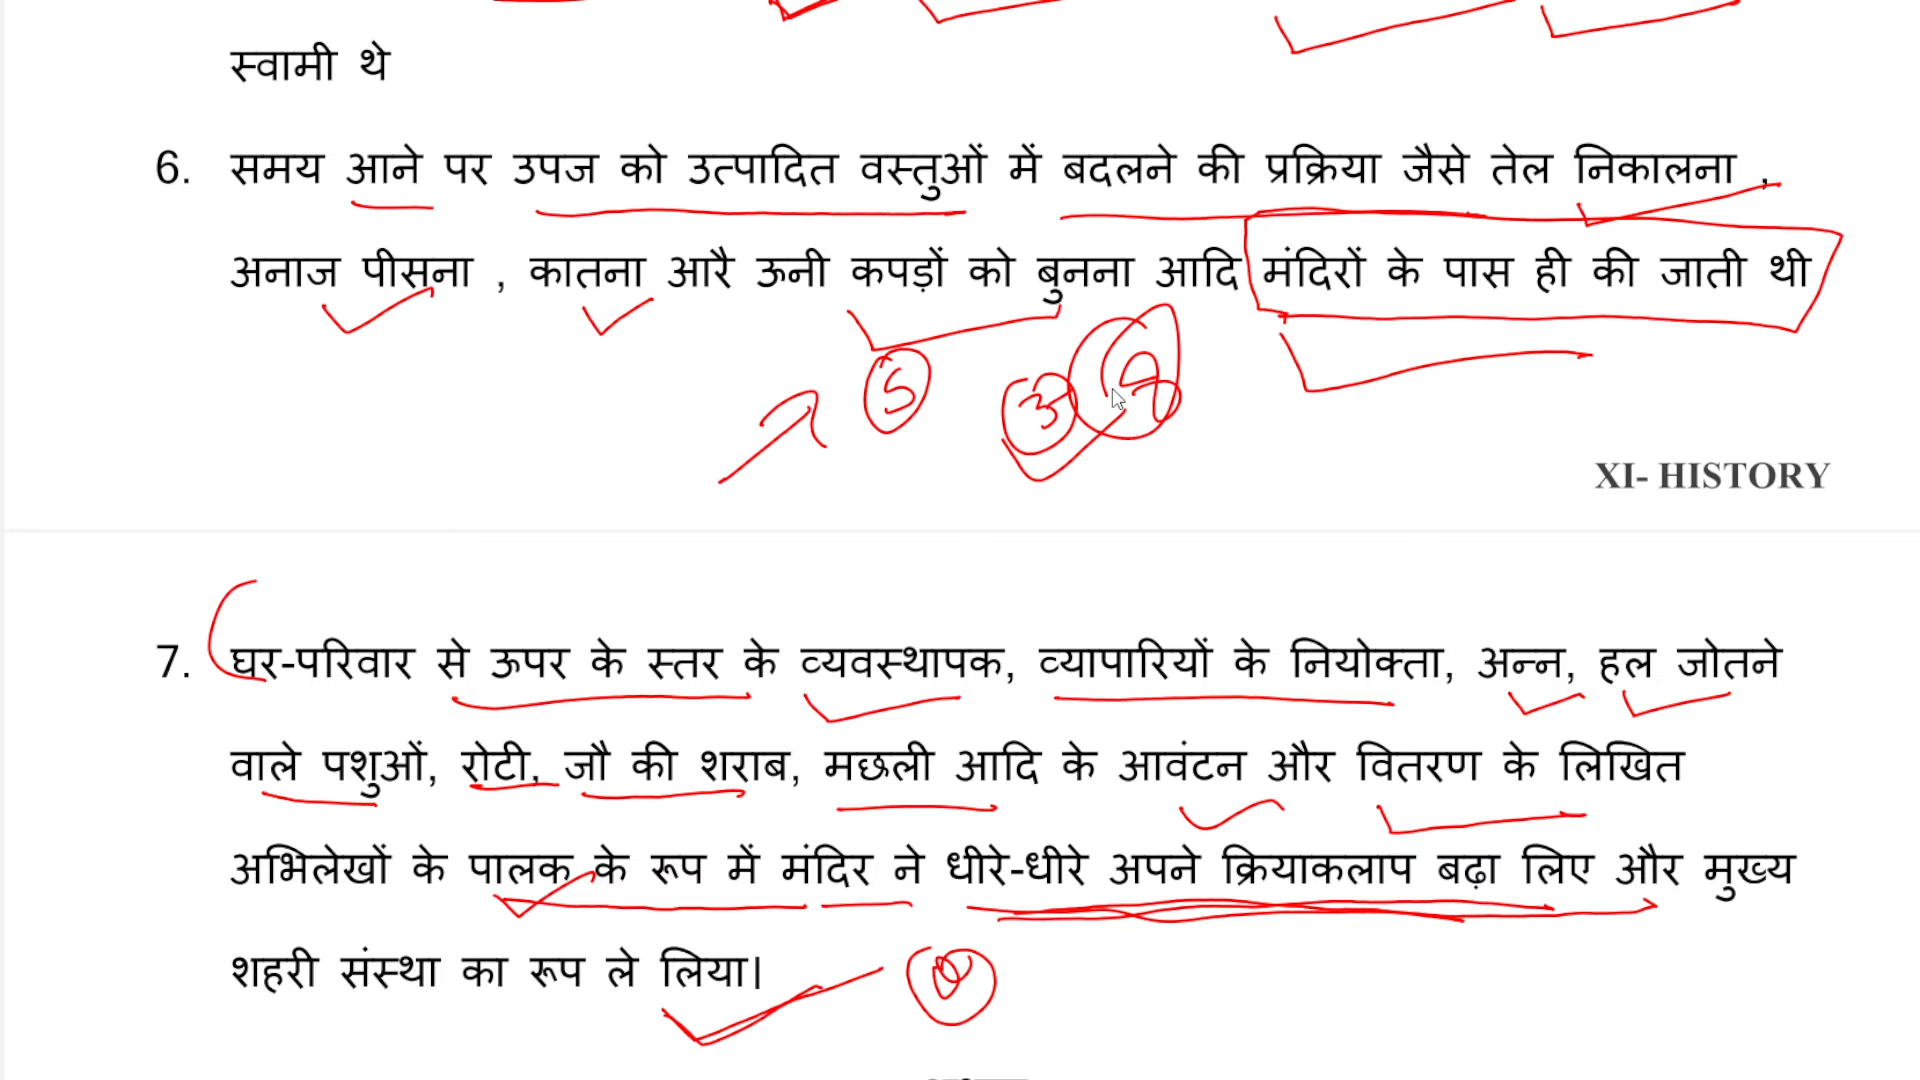 स्वामी थे
6. समय आने पर उपज को उत्पादित वस्तुओं में बदलने की प्रक्रिया जैसे तेल निकालना ,
अनाज पीसना , कातना आरै ऊनी कपड़ों को बुनना आदि मंदिरों के पास ही की जाती थी
XI- HISTORY
7. घर-परिवार से ऊपर के स्तर के व्यवस्थापक, व्यापारियों के नियोक्ता, अन्न, हल जोतने
वाले पशुओं, रोटी, जौ की शराब, मछली आदि के आवंटन और वितरण के लिखित
अभिलेखों के पालक के रूप में मंदिर ने धीरे-धीरे अपने क्रियाकलाप बढ़ा लिए और मुख्य
शहरी संस्था का रूप ले लिया।